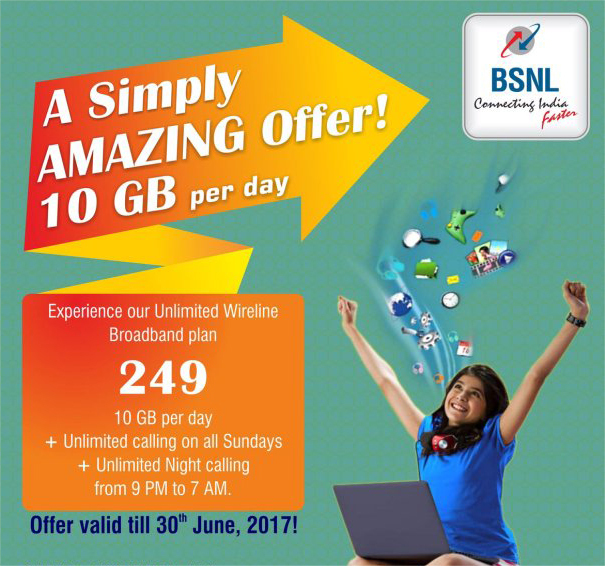 A Simply
AMAZING Offer!
10 GB per day
BSNL
Connecting India
Faster
Experience our Unlimited Wireline
Broadband plan
249
10 GB per day
+ Unlimited calling on all Sundays
+ Unlimited Night calling
from 9 PM to 7 AM.
Offer valid till 30th June, 2017!